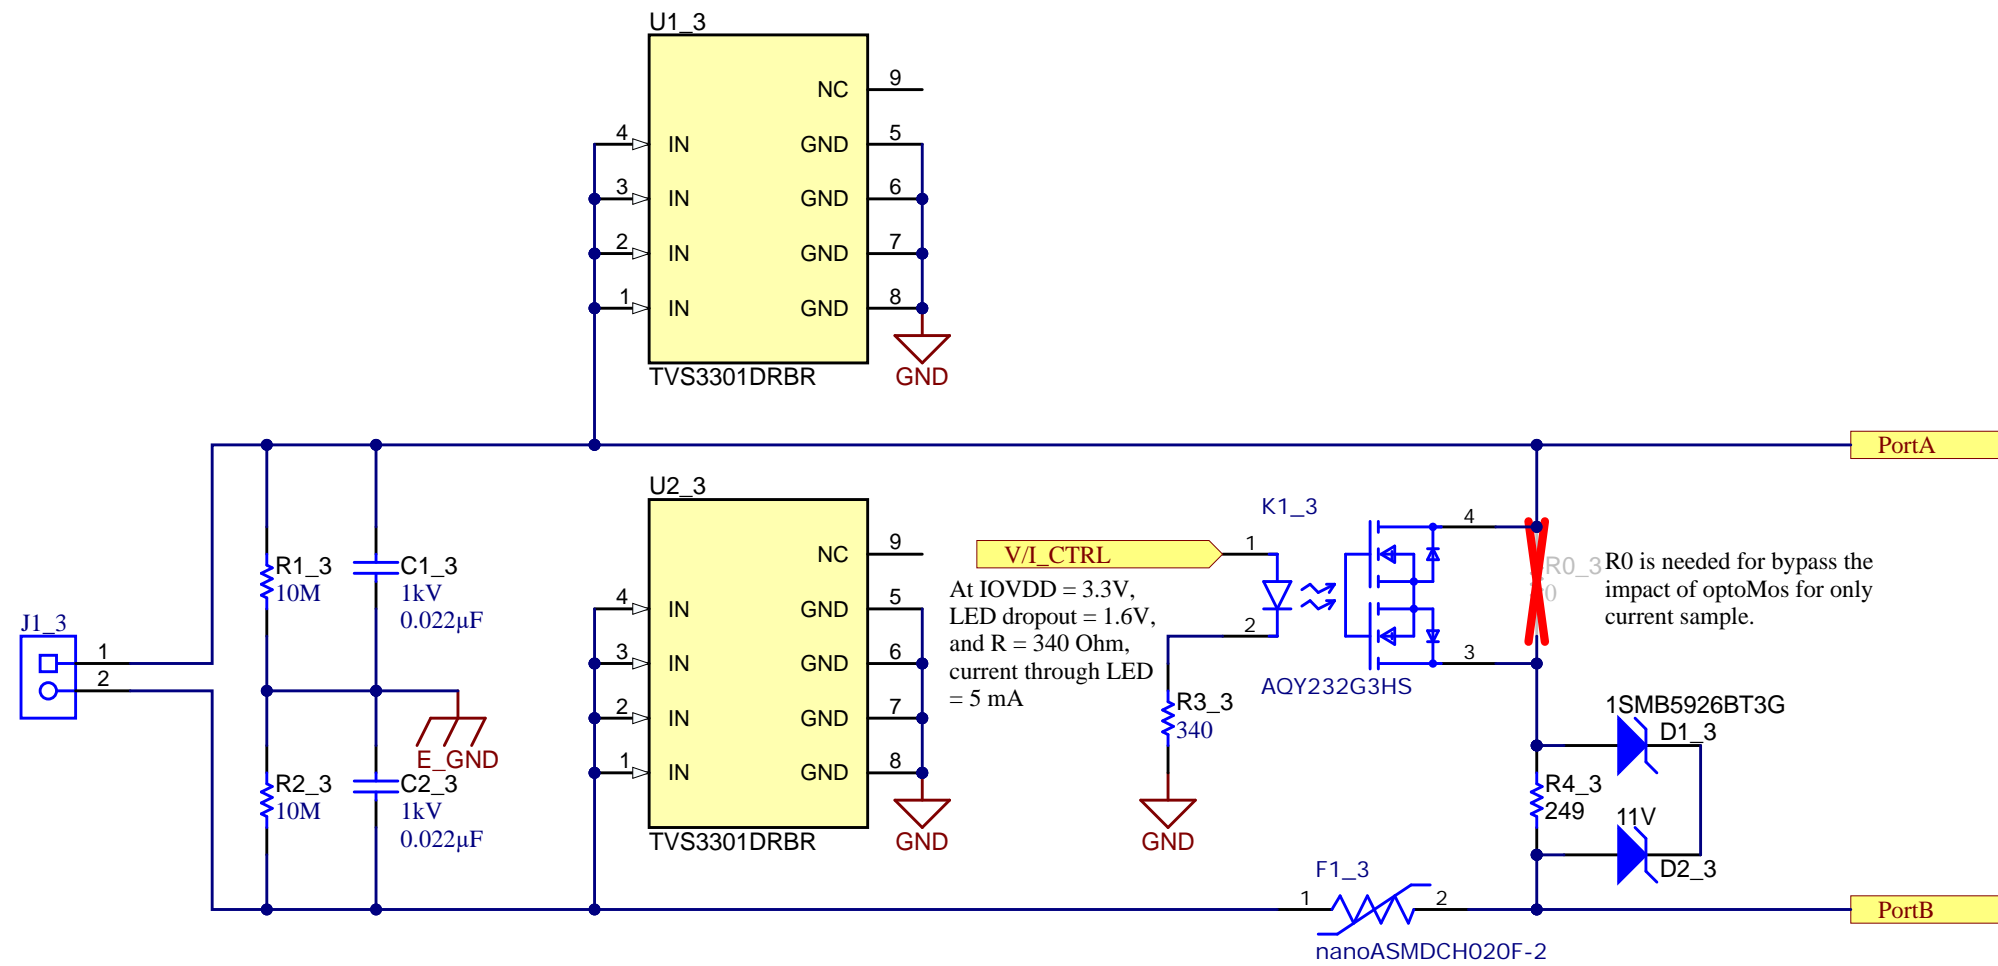 U1_3
NC 9
4 IN GND 5
3 IN GND 6
2 IN GND 7
1 IN GND 8
TVS3301DRBR
GND
PortA
U2_3
NC 9
4 IN GND 5
3 IN GND 6
2 IN GND 7
1 IN GND 8
TVS3301DRBR
GND
J1_3
1
2
R1_3
10M
C1_3
1kV
0.022µF
E_GND
R2_3
10M
C2_3
1kV
0.022µF
V/I_CTRL
At IOVDD = 3.3V,
LED dropout = 1.6V,
and R = 340 Ohm,
current through LED
= 5 mA
K1_3
1
2
4
3
AQY232G3HS
R3_3
340
GND
R0_3
0
R0 is needed for bypass the
impact of optoMos for only
current sample.
1SMB5926BT3G
D1_3
R4_3
249
11V
D2_3
F1_3
1
2
nanoASMDCH020F-2
PortB